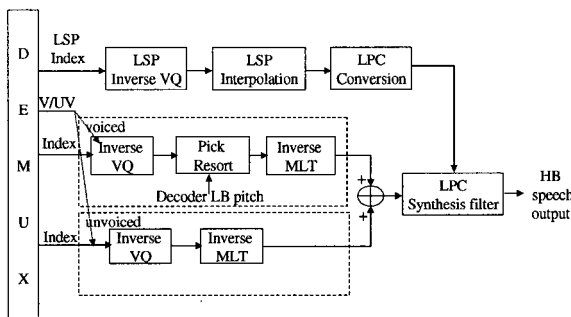 D
E
M
U
X
LSP
Index
LSP
Inverse VQ
LSP
Interpolation
LPC
Conversion
V/UV
voiced
Index
Inverse
VQ
Pick
Resort
Inverse
MLT
Decoder LB pitch
+
+
LPC
Synthesis filter
HB
speech
output
unvoiced
Index
Inverse
VQ
Inverse
MLT